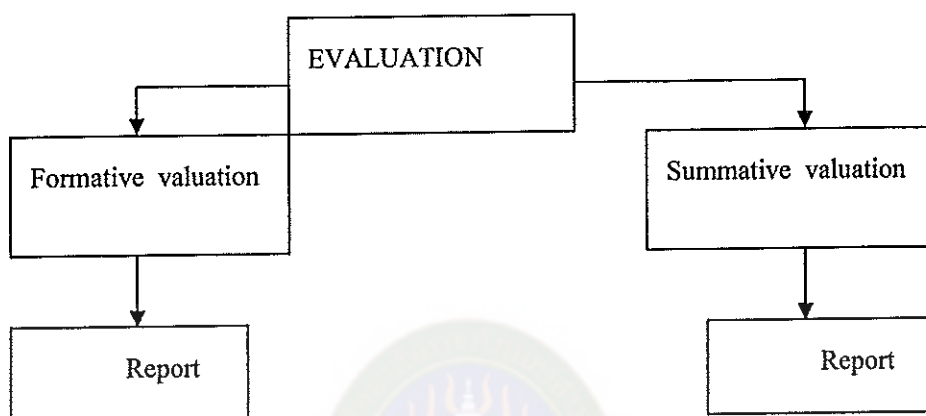 EVALUATION
Formative valuation
Summative valuation
Report
Report